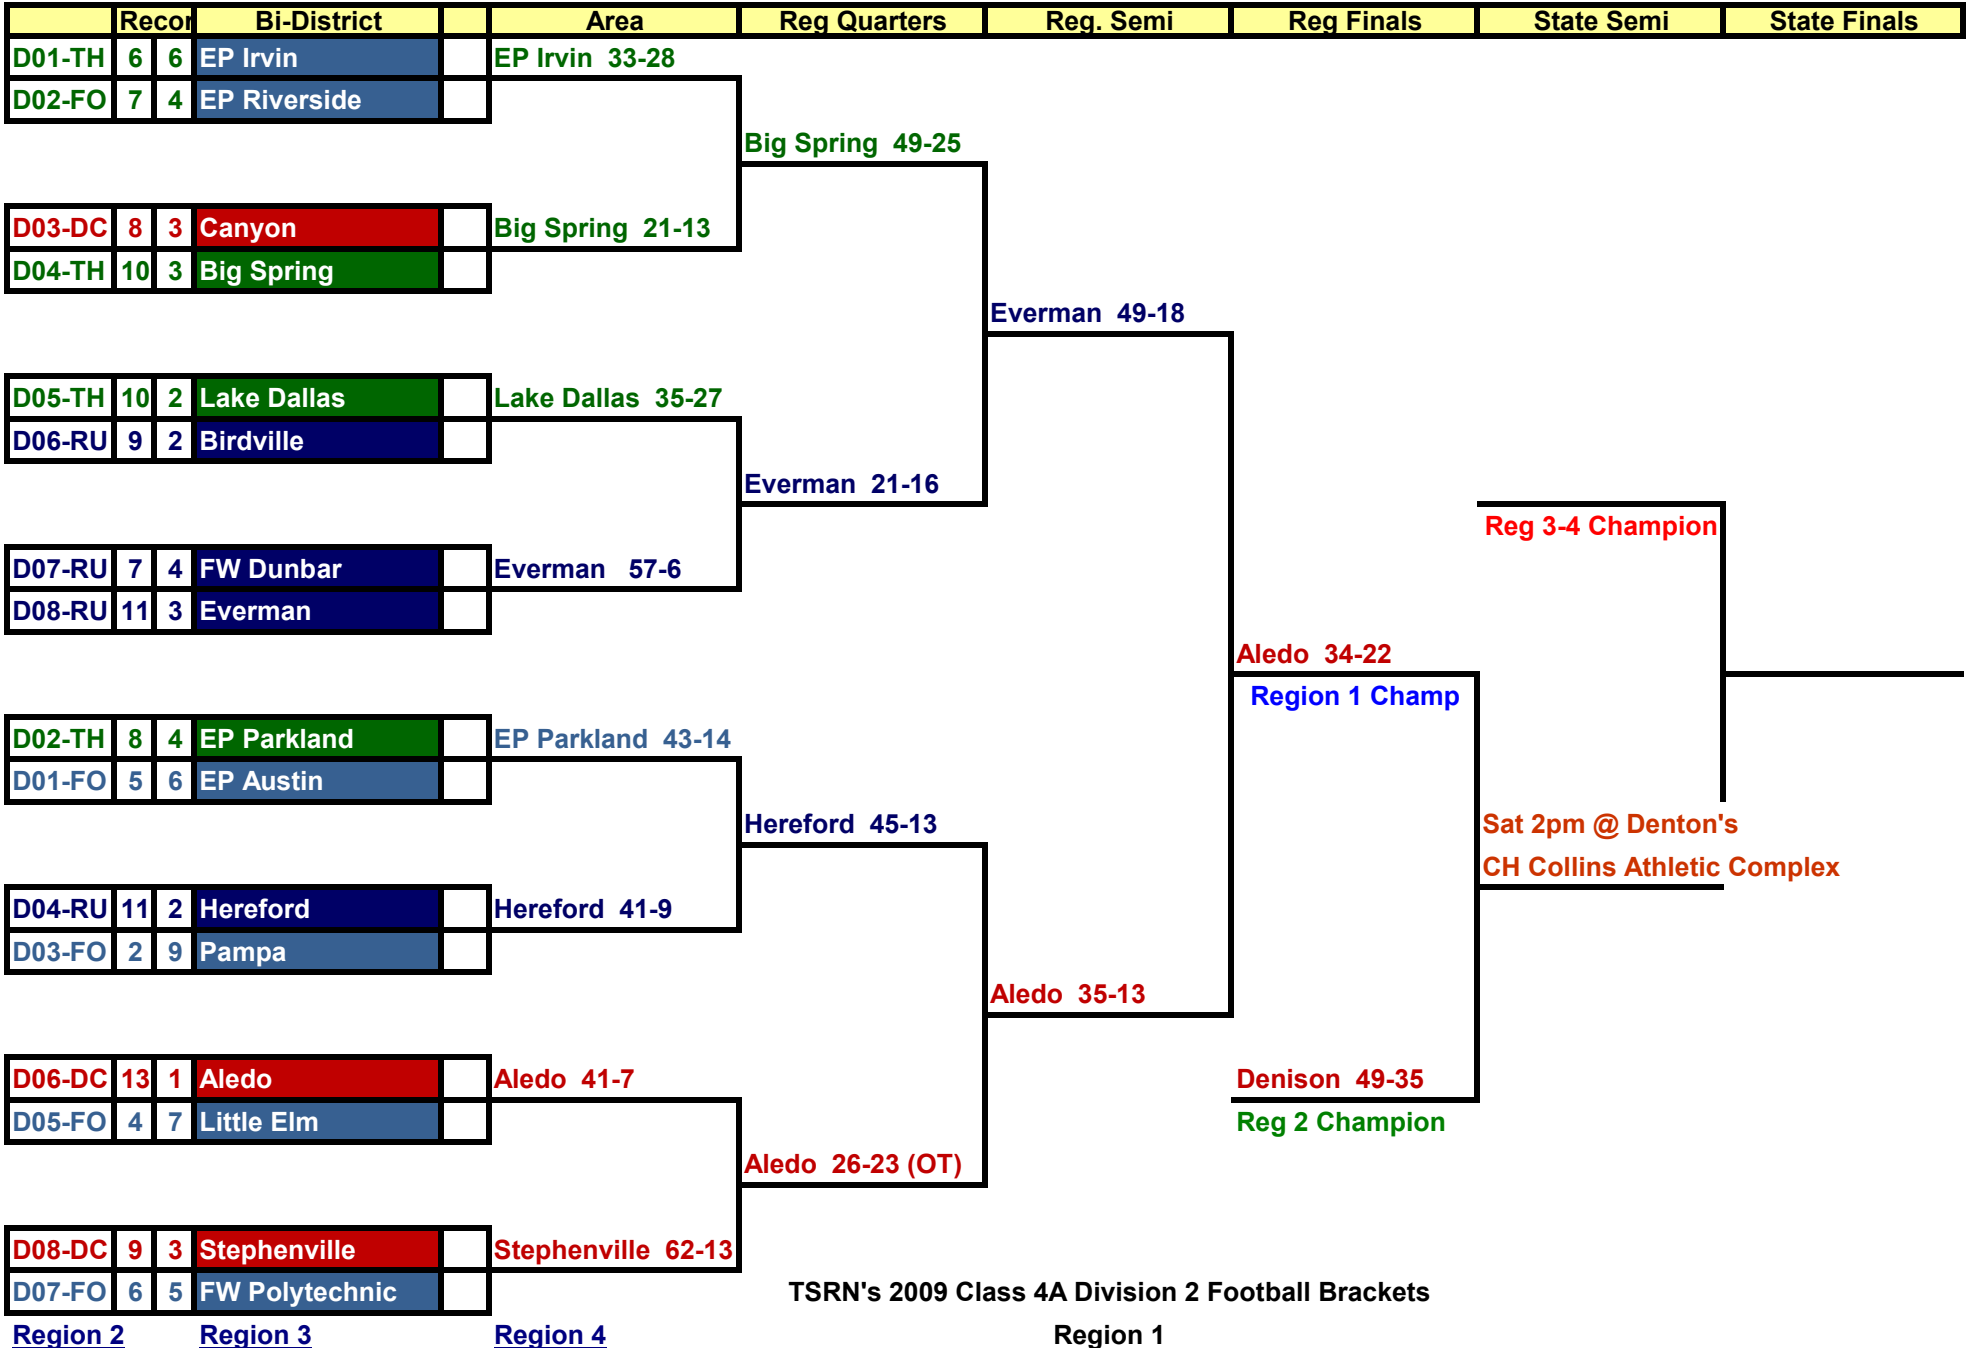 Recor Bi-District Area Reg Quarters Reg. Semi Reg Finals State Semi State Finals
D01-TH 6 6 EP Irvin EP Irvin 33-28
D02-FO 7 4 EP Riverside
Big Spring 49-25
D03-DC 8 3 Canyon Big Spring 21-13
D04-TH 10 3 Big Spring
Everman 49-18
D05-TH 10 2 Lake Dallas Lake Dallas 35-27
D06-RU 9 2 Birdville
Everman 21-16
Reg 3-4 Champion
D07-RU 7 4 FW Dunbar Everman 57-6
D08-RU 11 3 Everman
Aledo 34-22
Region 1 Champ
D02-TH 8 4 EP Parkland EP Parkland 43-14
D01-FO 5 6 EP Austin
Hereford 45-13 Sat 2pm @ Denton's
CH Collins Athletic Complex
D04-RU 11 2 Hereford Hereford 41-9
D03-FO 2 9 Pampa
Aledo 35-13
D06-DC 13 1 Aledo Aledo 41-7 Denison 49-35
D05-FO 4 7 Little Elm Reg 2 Champion
Aledo 26-23 (OT)
D08-DC 9 3 Stephenville Stephenville 62-13
D07-FO 6 5 FW Polytechnic TSRN's 2009 Class 4A Division 2 Football Brackets
Region 2 Region 3 Region 4 Region 1